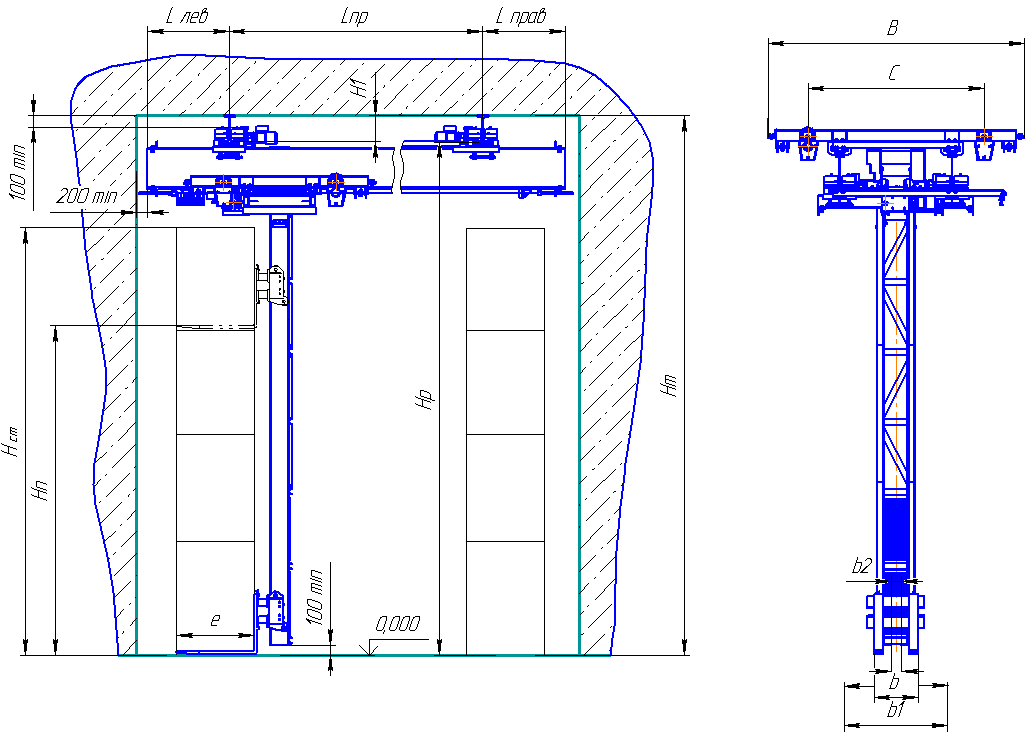 L лев
Lпр
L прав
B
C
H1
100 min
200 min
Hст
Hп
Hр
Hт
e
100 min
0,000
b2
b
b1